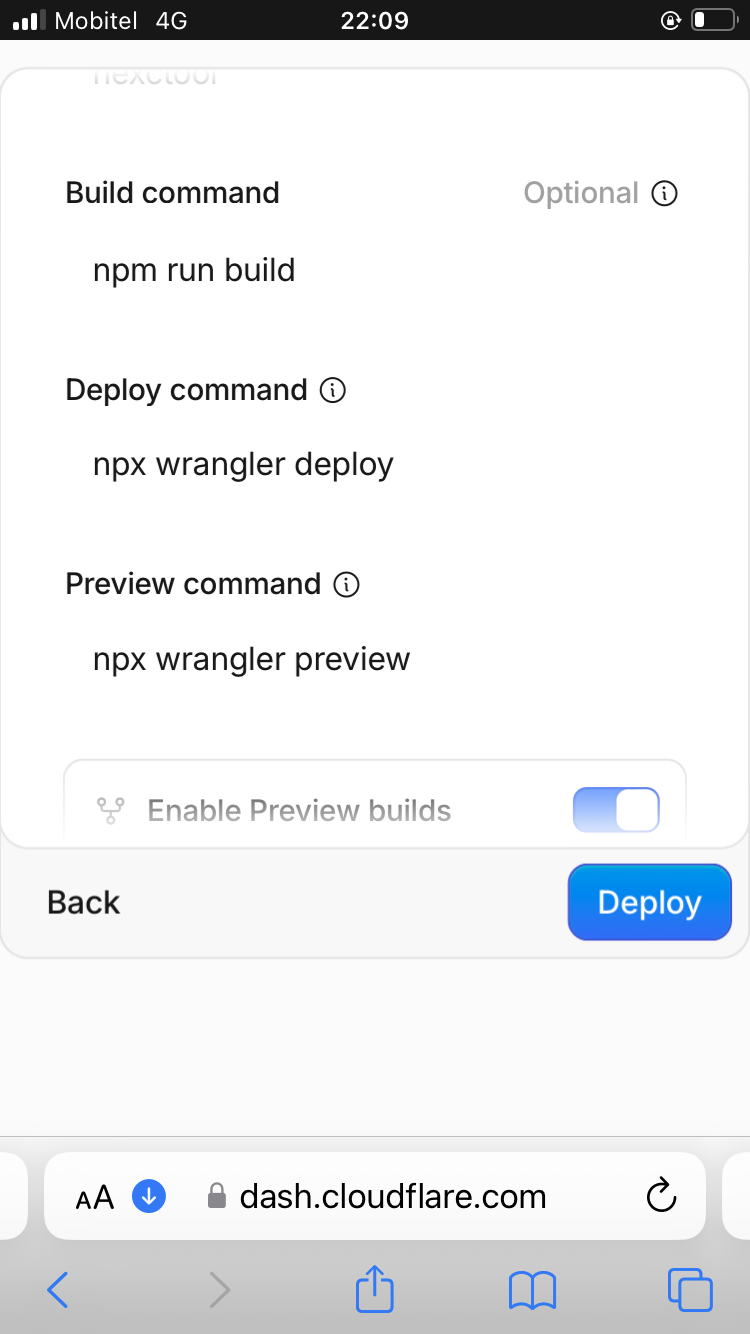 Mobitel 4G 22:09
nexctool
Build command Optional
npm run build
Deploy command
npx wrangler deploy
Preview command
npx wrangler preview
Enable Preview builds
Back Deploy
AA dash.cloudflare.com